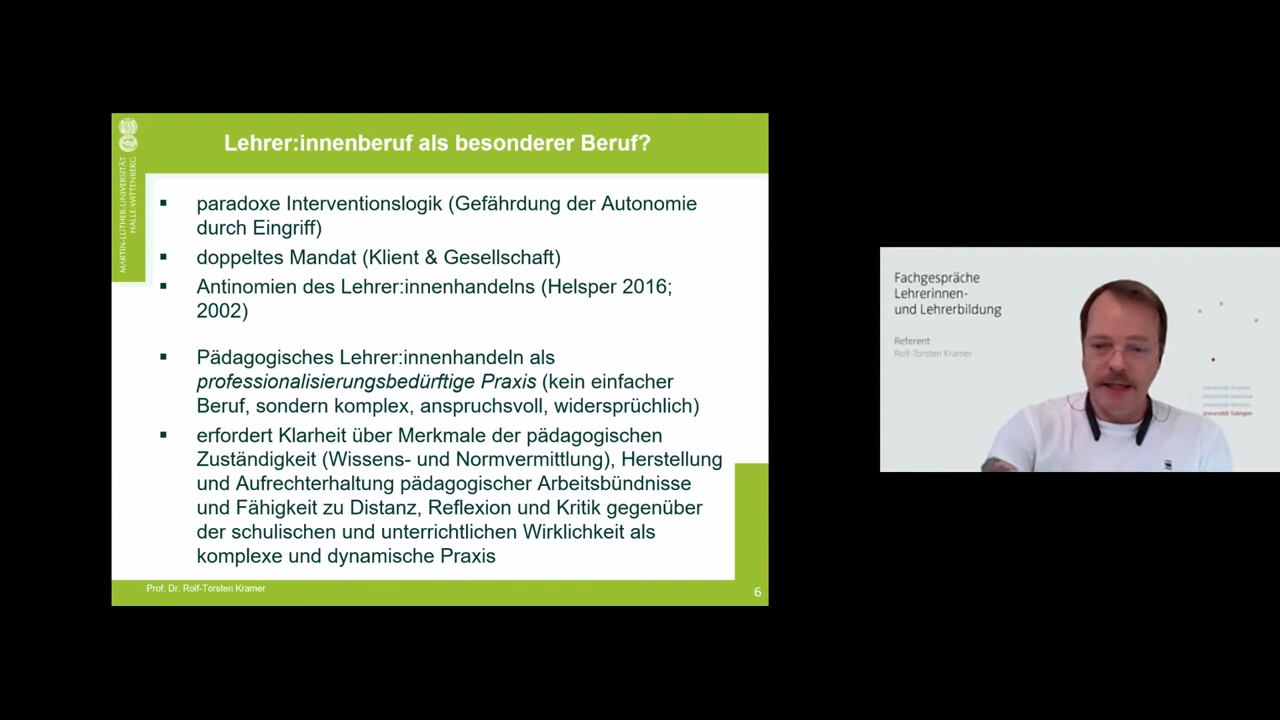 MARTIN-LUTHER-UNIVERSITÄT
HALLE-WITTENBERG
Lehrer:innenberuf als besonderer Beruf?
▪ paradoxe Interventionslogik (Gefährdung der Autonomie
durch Eingriff)
▪ doppeltes Mandat (Klient & Gesellschaft)
▪ Antinomien des Lehrer:innenhandelns (Helsper 2016;
2002)
▪ Pädagogisches Lehrer:innenhandeln als
professionalisierungsbedürftige Praxis (kein einfacher
Beruf, sondern komplex, anspruchsvoll, widersprüchlich)
▪ erfordert Klarheit über Merkmale der pädagogischen
Zuständigkeit (Wissens- und Normvermittlung), Herstellung
und Aufrechterhaltung pädagogischer Arbeitsbündnisse
und Fähigkeit zu Distanz, Reflexion und Kritik gegenüber
der schulischen und unterrichtlichen Wirklichkeit als
komplexe und dynamische Praxis
Prof. Dr. Rolf-Torsten Kramer
6
Fachgespräche
Lehrerinnen-
und Lehrerbildung
Referent
Rolf-Torsten Kramer
Universität Tübingen